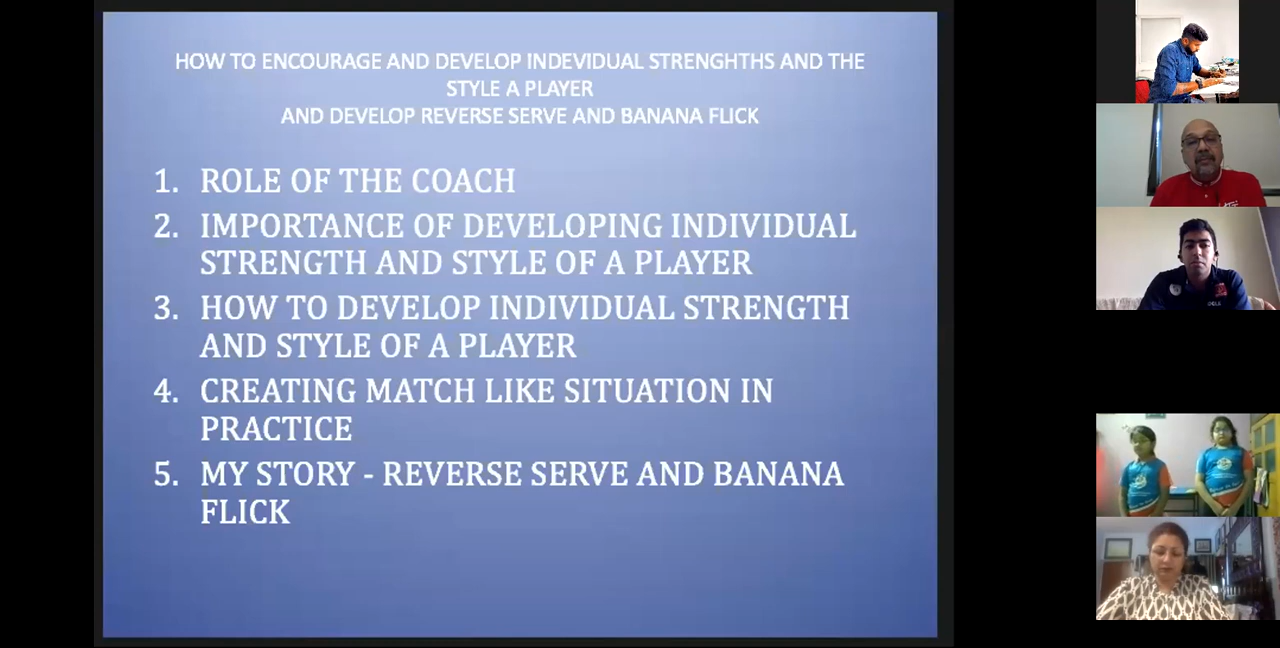 HOW TO ENCOURAGE AND DEVELOP INDEVIDUAL STRENGHTHS AND THE
STYLE A PLAYER
AND DEVELOP REVERSE SERVE AND BANANA FLICK
1. ROLE OF THE COACH
2. IMPORTANCE OF DEVELOPING INDIVIDUAL
STRENGTH AND STYLE OF A PLAYER
3. HOW TO DEVELOP INDIVIDUAL STRENGTH
AND STYLE OF A PLAYER
4. CREATING MATCH LIKE SITUATION IN
PRACTICE
5. MY STORY - REVERSE SERVE AND BANANA
FLICK